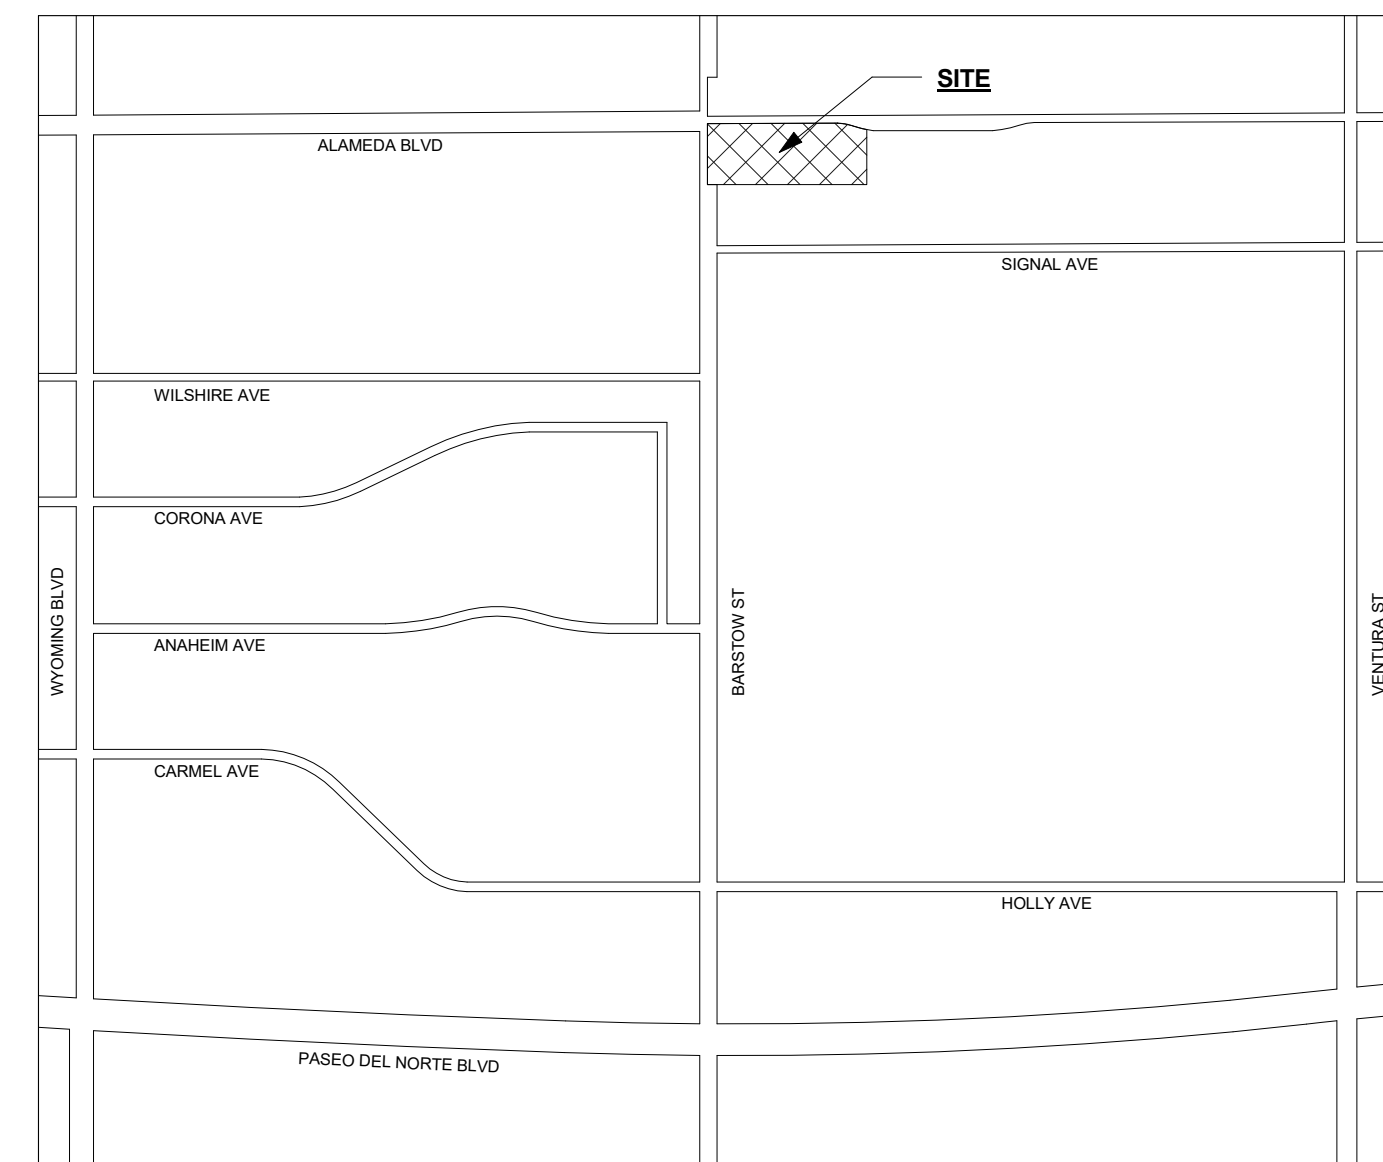 SITE
ALAMEDA BLVD
SIGNAL AVE
WILSHIRE AVE
CORONA AVE
WYOMING BLVD
BARSTOW ST
VENTURA ST
ANAHEIM AVE
CARMEL AVE
HOLLY AVE
PASEO DEL NORTE BLVD